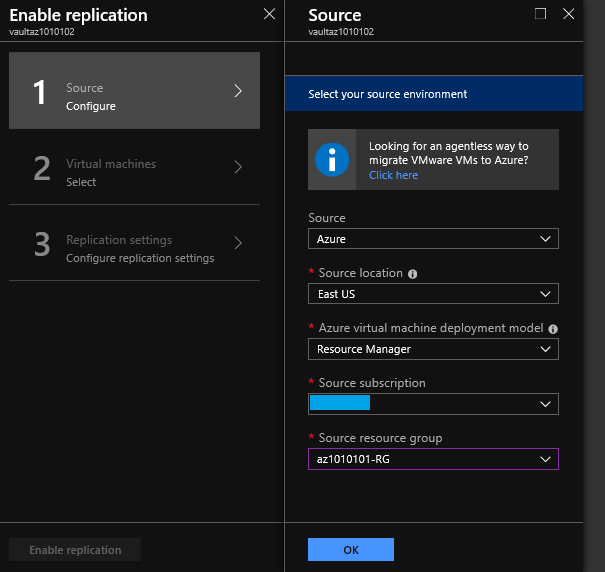 Enable replication
vaultaz1010102
1
Source
Configure
2
Virtual machines
Select
3
Replication settings
Configure replication settings
Enable replication
Source
vaultaz1010102
Select your source environment
Looking for an agentless way to
migrate VMware VMs to Azure?
Click here
Source
Azure
* Source location
East US
* Azure virtual machine deployment model
Resource Manager
* Source subscription
* Source resource group
az1010101-RG
OK